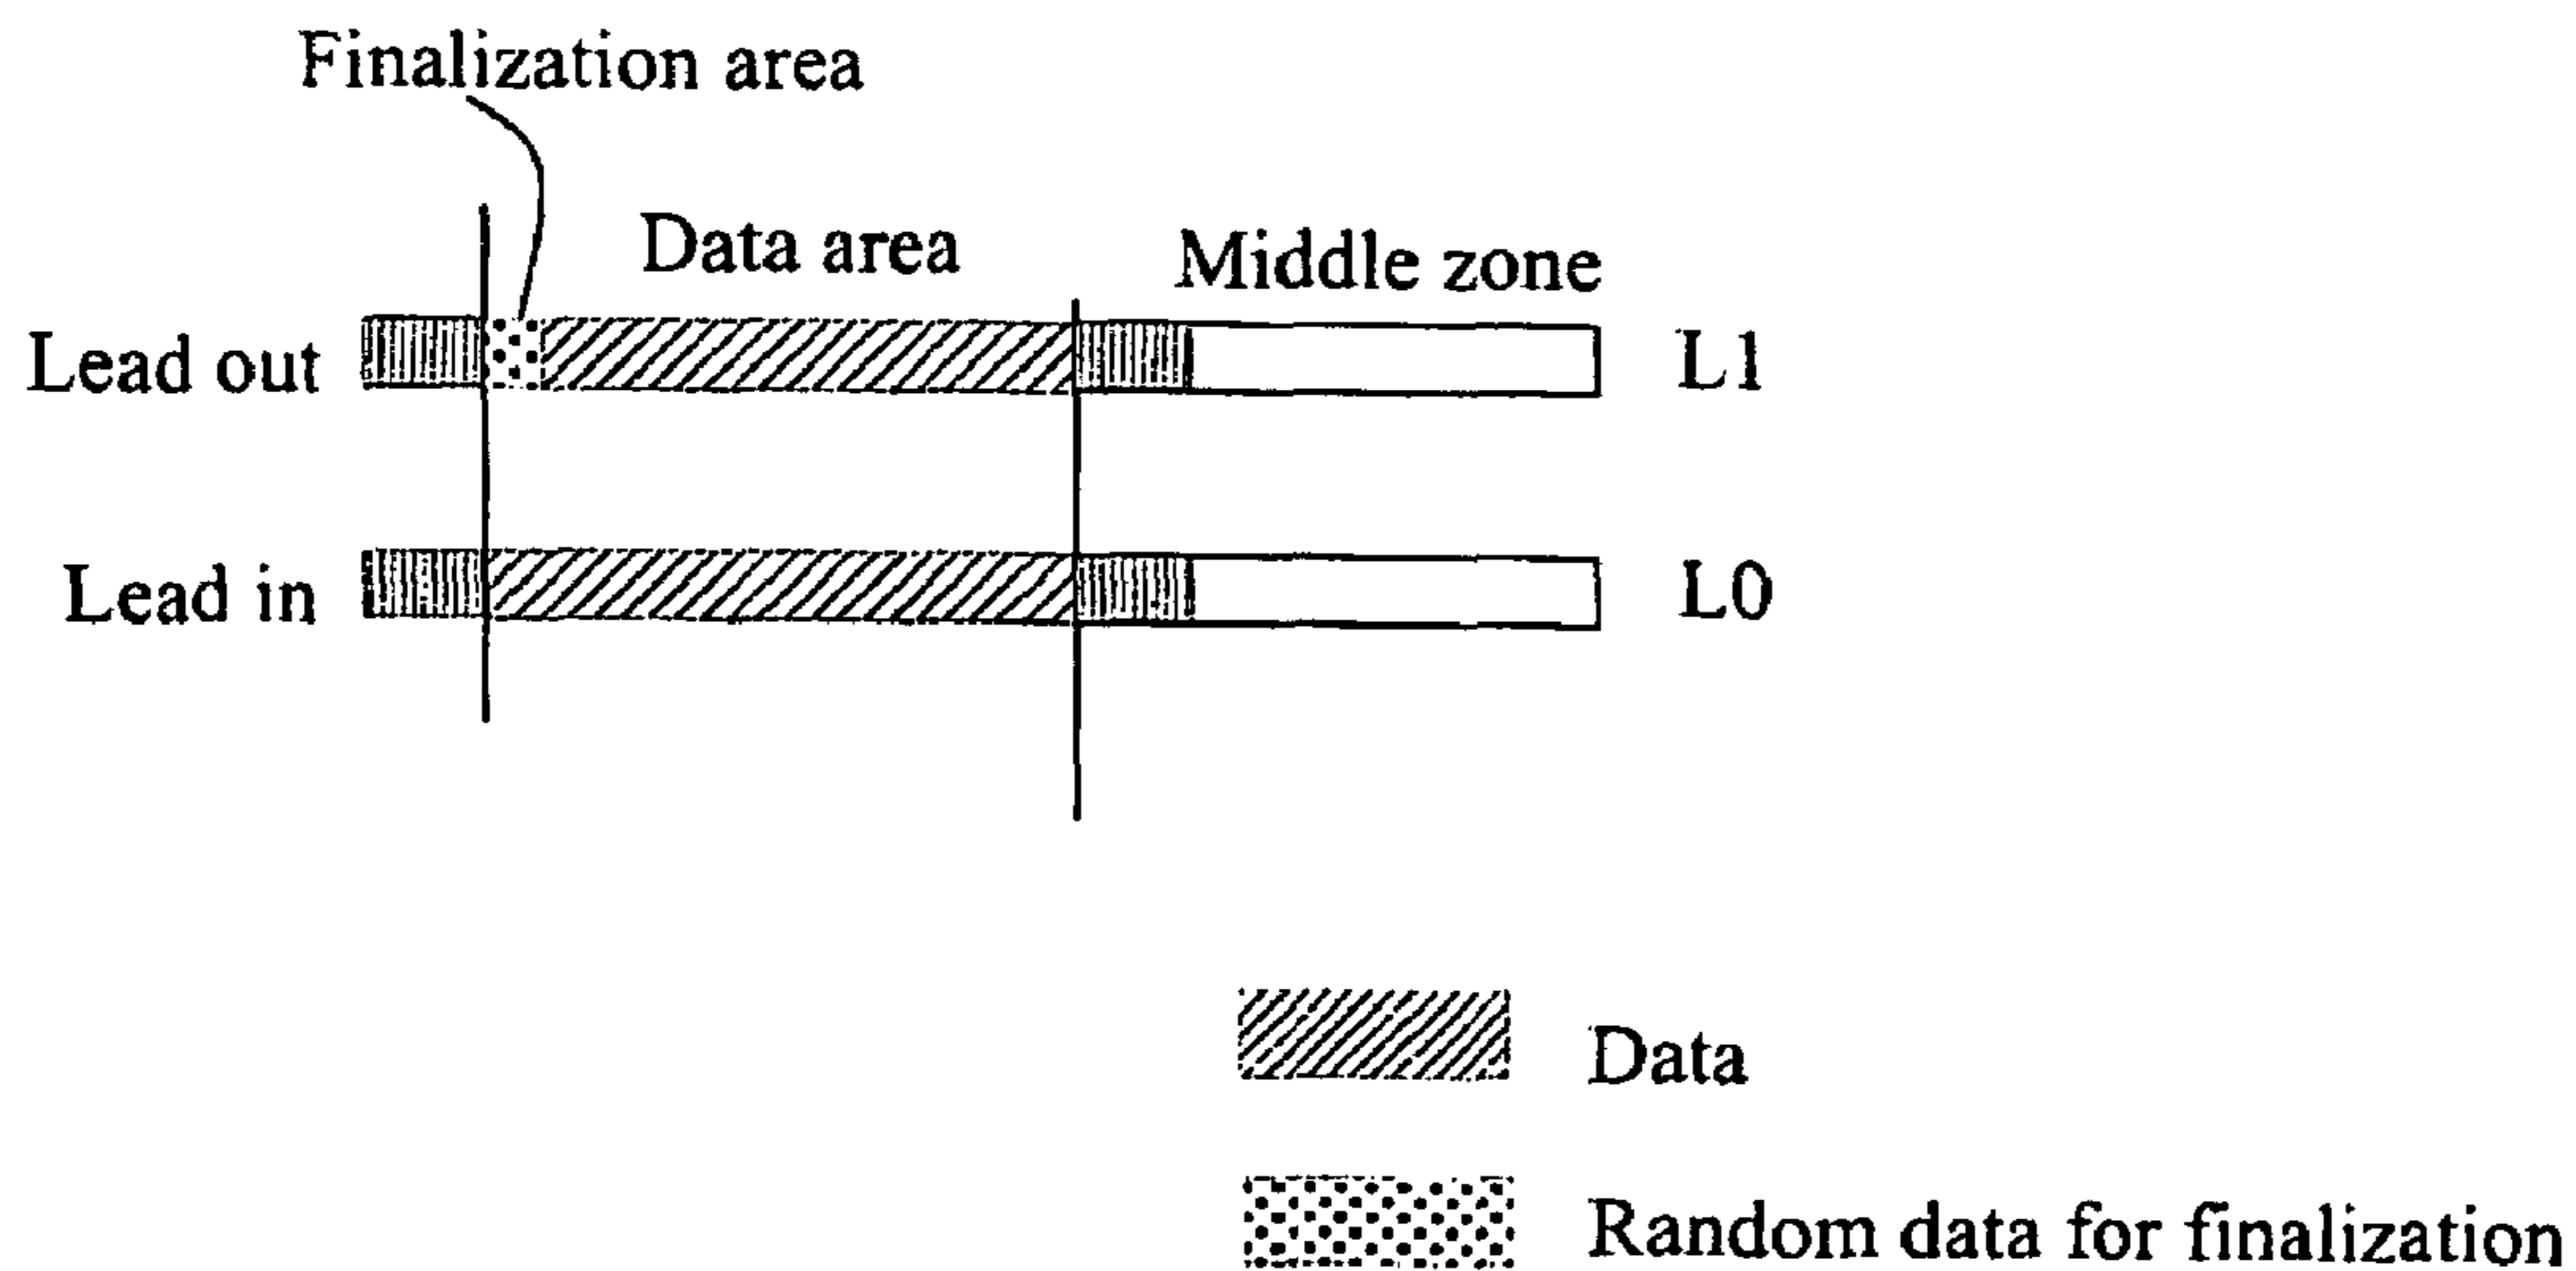 Finalization area
Data area
Middle zone
Lead out
L1
Lead in
L0
Data
Random data for finalization